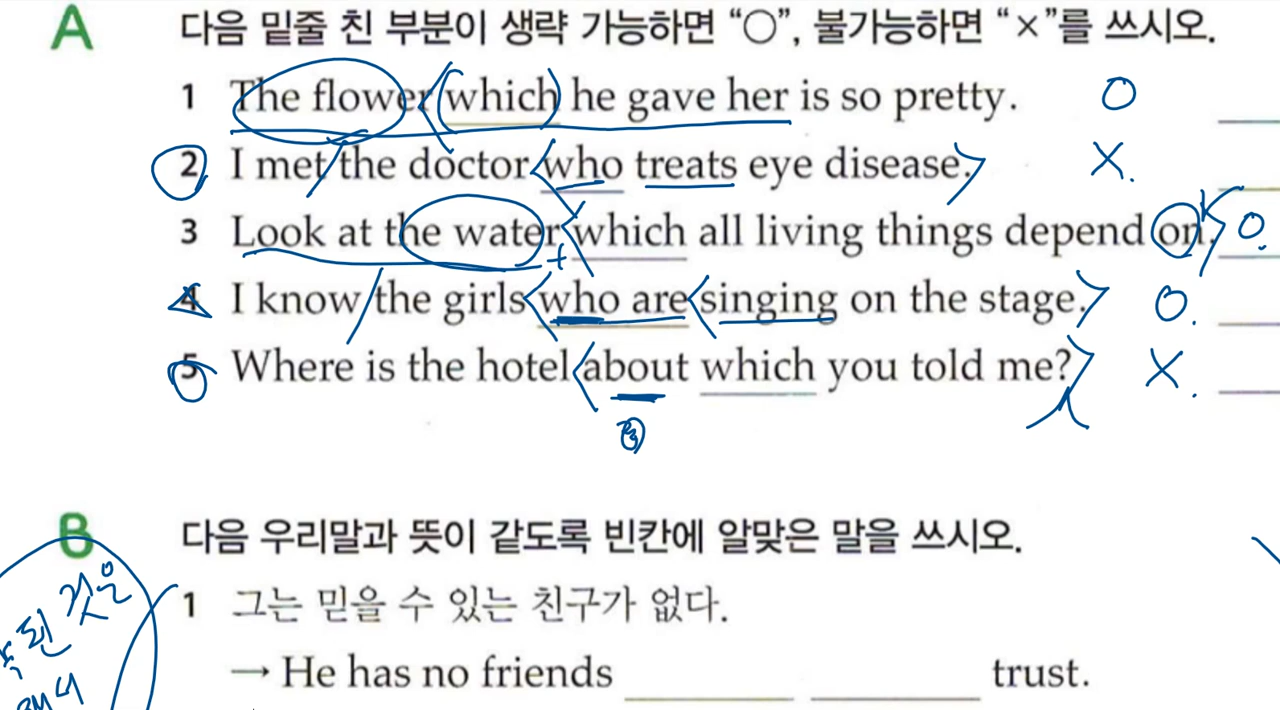 A 다음 밑줄 친 부분이 생략 가능하면 “○”, 불가능하면 “×”를 쓰시오.
1 The flower which he gave her is so pretty. O
2 I met the doctor who treats eye disease. X.
3 Look at the water which all living things depend on. O.
4 I know the girls who are singing on the stage. O.
5 Where is the hotel about which you told me? X.
B 다음 우리말과 뜻이 같도록 빈칸에 알맞은 말을 쓰시오.
것은
1 그는 믿을 수 있는 친구가 없다.
된
→ He has no friends trust.